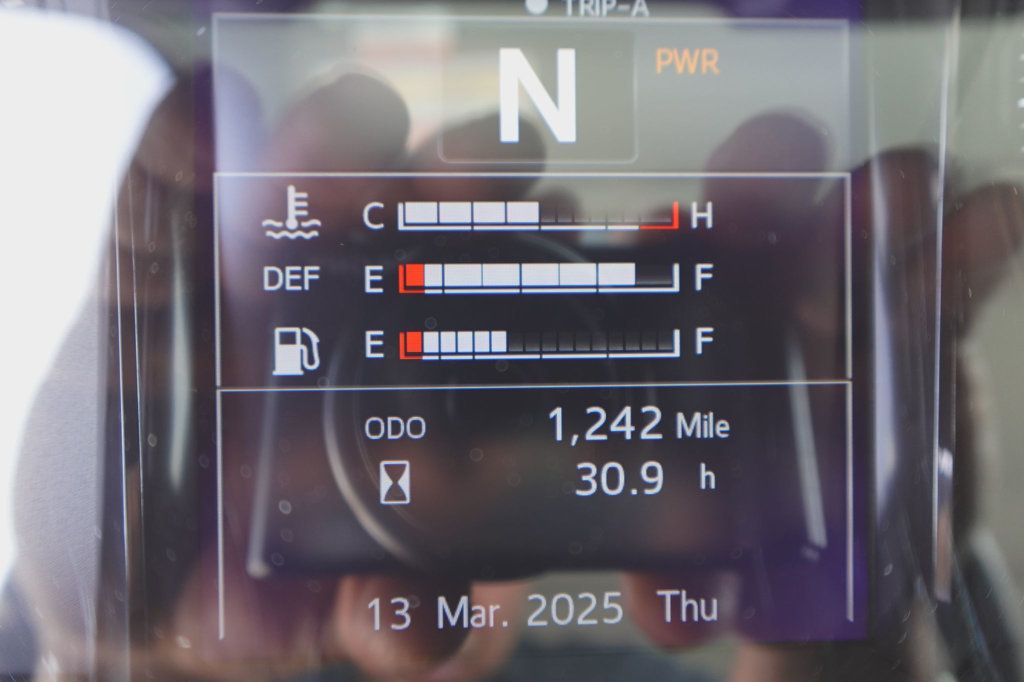 TRIP-A
N PWR
C H
DEF E F
E F
ODO 1,242 Mile
30.9 h
13 Mar. 2025 Thu